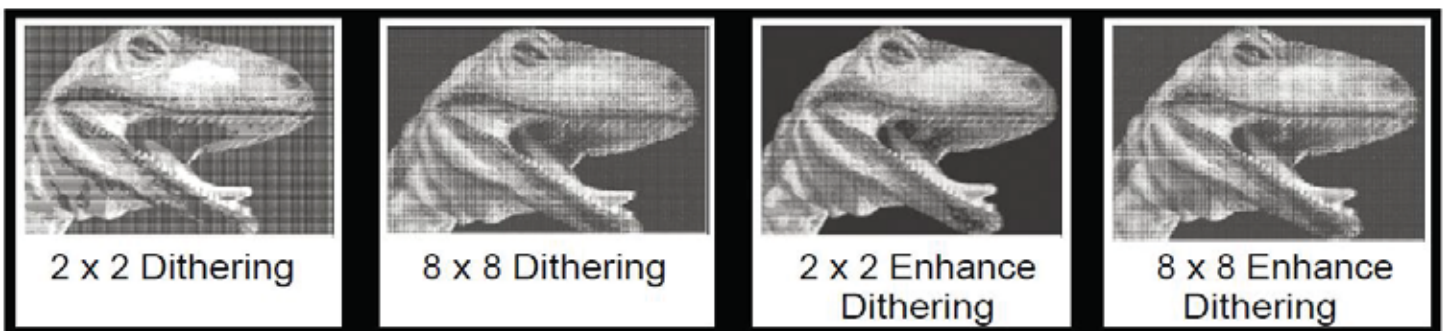 2 x 2 Dithering
8 x 8 Dithering
2 x 2 Enhance
Dithering
8 x 8 Enhance
Dithering